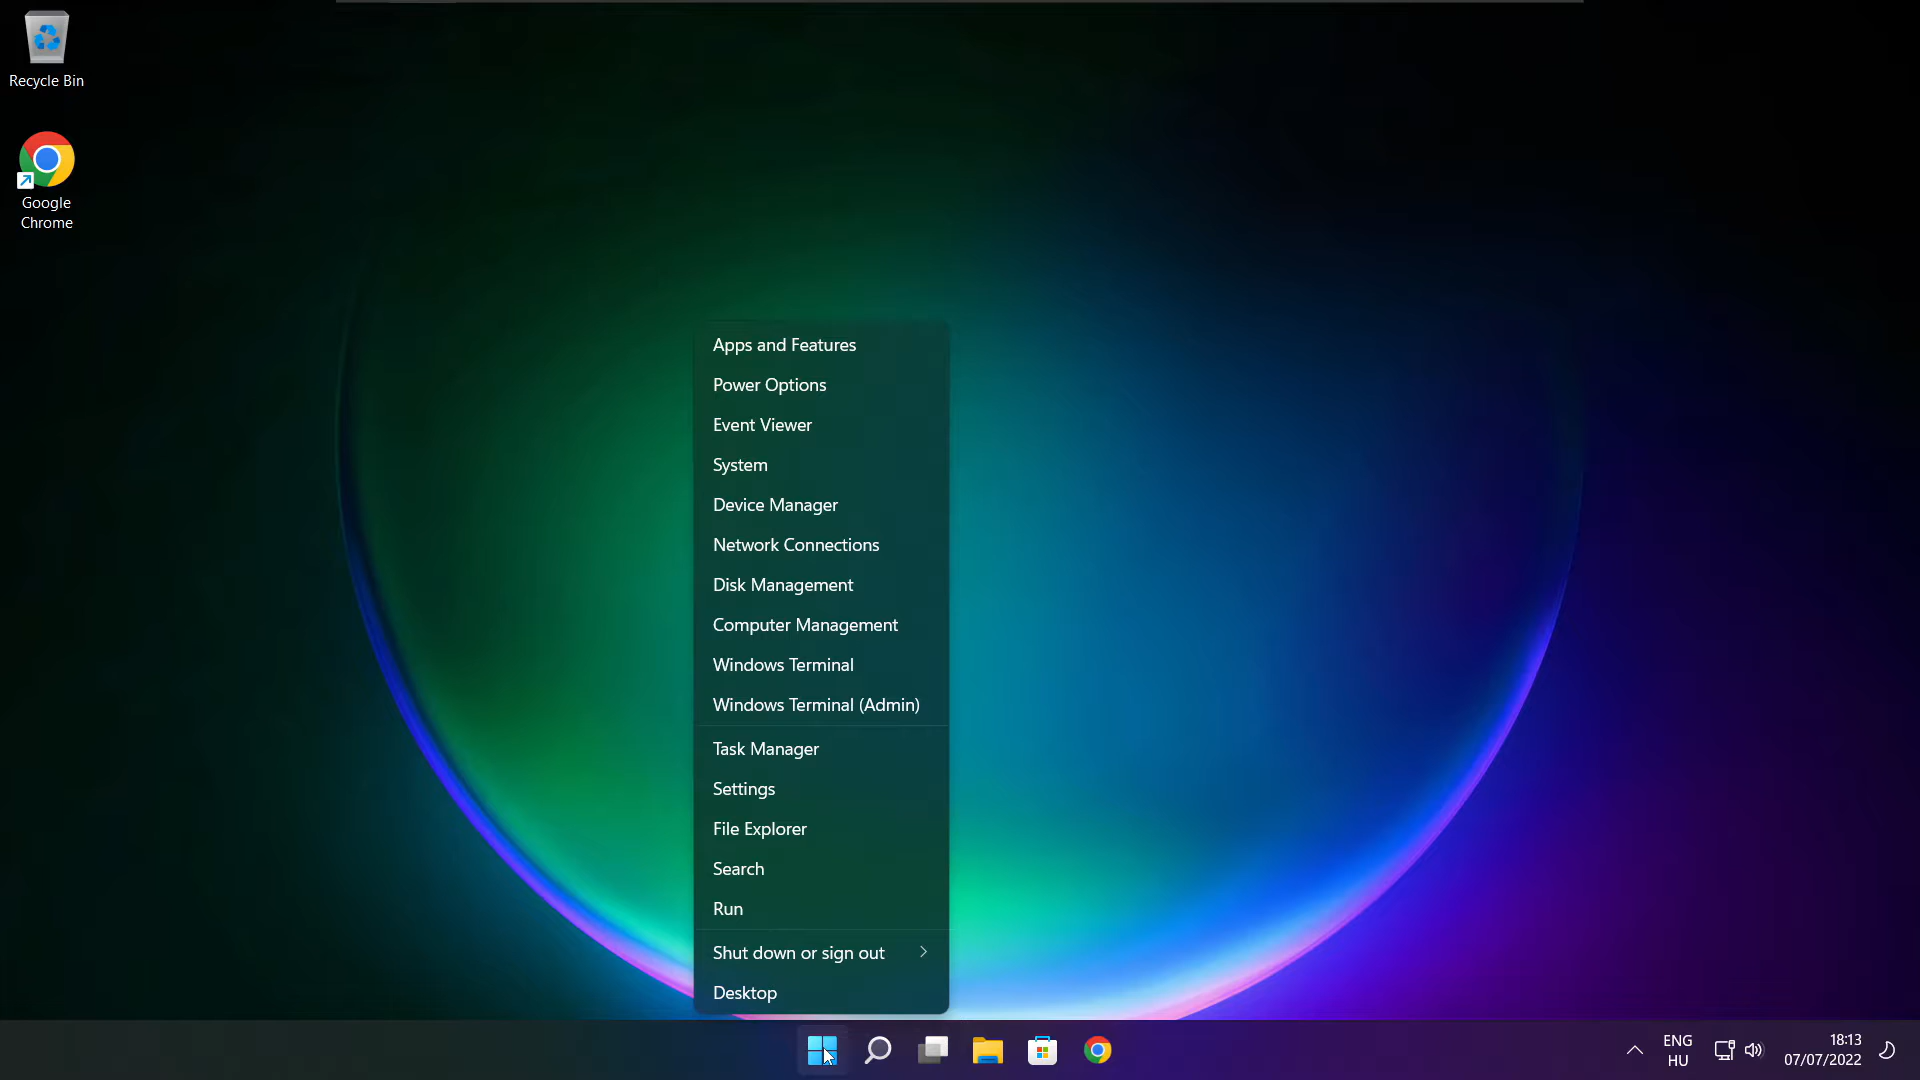 Recycle Bin
Google
Chrome
Apps and Features
Power Options
Event Viewer
System
Device Manager
Network Connections
Disk Management
Computer Management
Windows Terminal
Windows Terminal (Admin)
Task Manager
Settings
File Explorer
Search
Run
Shut down or sign out
Desktop
ENG
HU
18:13
07/07/2022